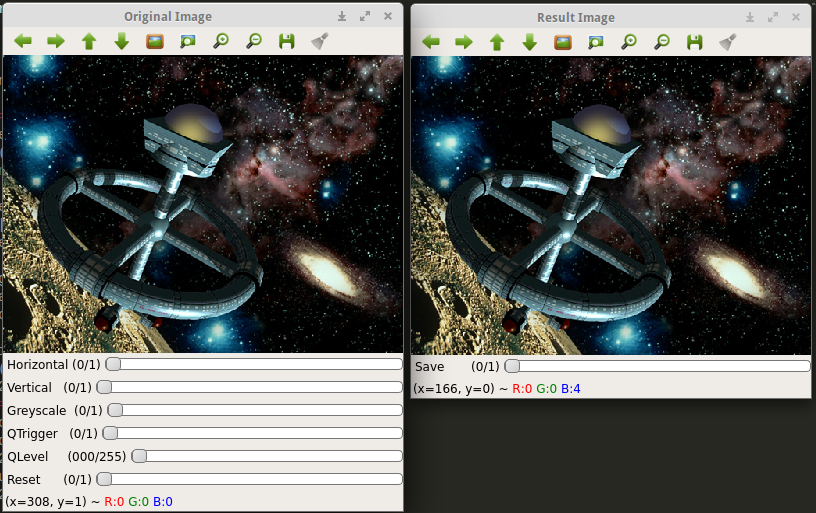 Original Image
Horizontal (0/1)
Vertical (0/1)
Greyscale (0/1)
QTrigger (0/1)
QLevel (000/255)
Reset (0/1)
(x=308, y=1) ~ R:0 G:0 B:0
Result Image
Save (0/1)
(x=166, y=0) ~ R:0 G:0 B:4